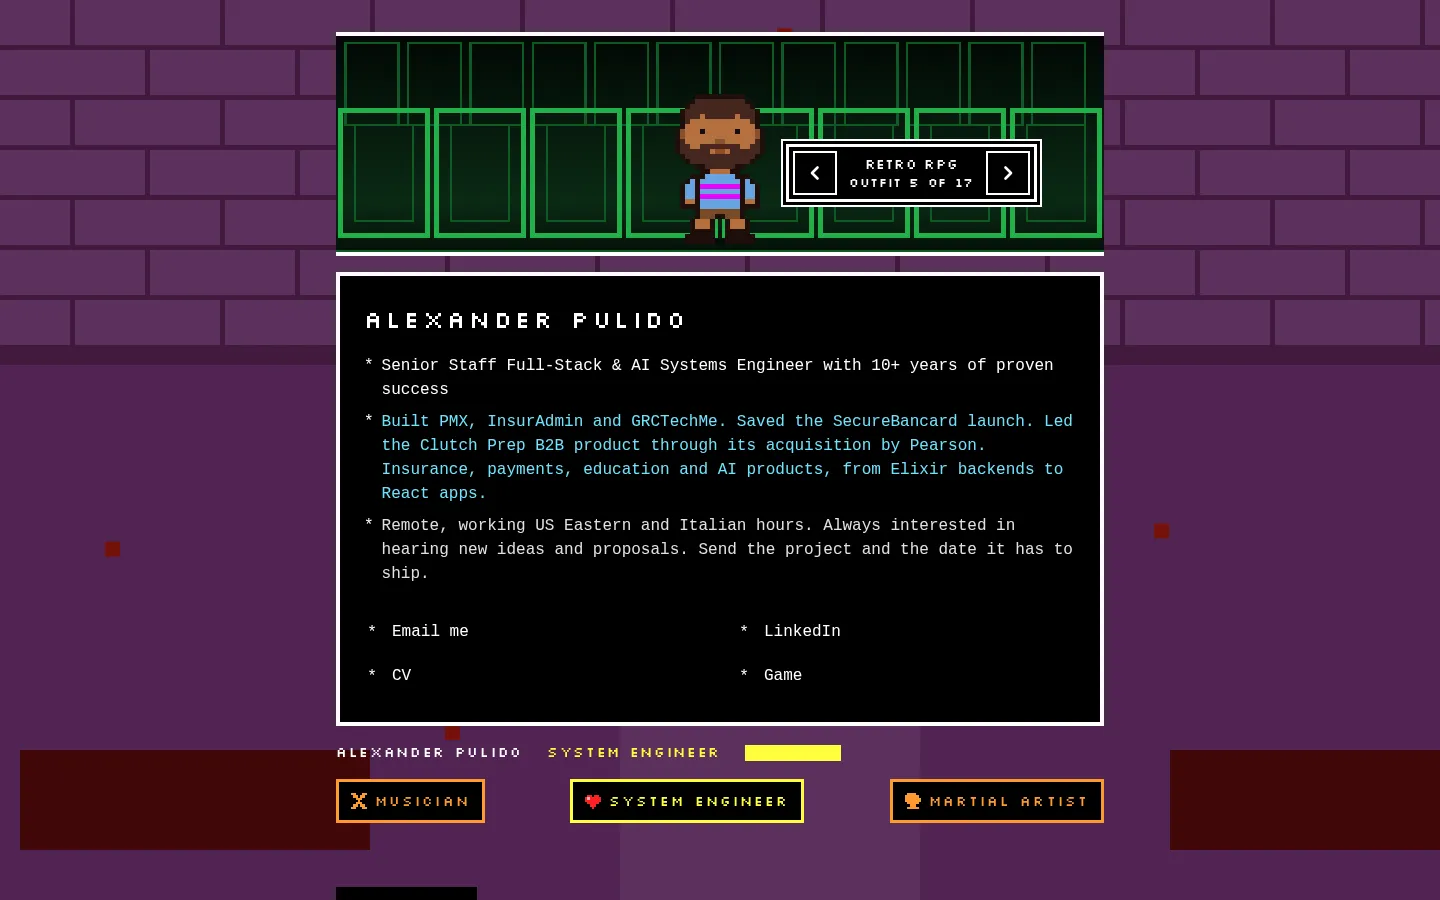 RETRO RPG
OUTFIT 5 OF 17
ALEXANDER PULIDO
* Senior Staff Full-Stack & AI Systems Engineer with 10+ years of proven
success
* Built PMX, InsurAdmin and GRCTechMe. Saved the SecureBancard launch. Led
the Clutch Prep B2B product through its acquisition by Pearson.
Insurance, payments, education and AI products, from Elixir backends to
React apps.
* Remote, working US Eastern and Italian hours. Always interested in
hearing new ideas and proposals. Send the project and the date it has to
ship.
* Email me
* LinkedIn
* CV
* Game
ALEXANDER PULIDO SYSTEM ENGINEER
MUSICIAN
SYSTEM ENGINEER
MARTIAL ARTIST